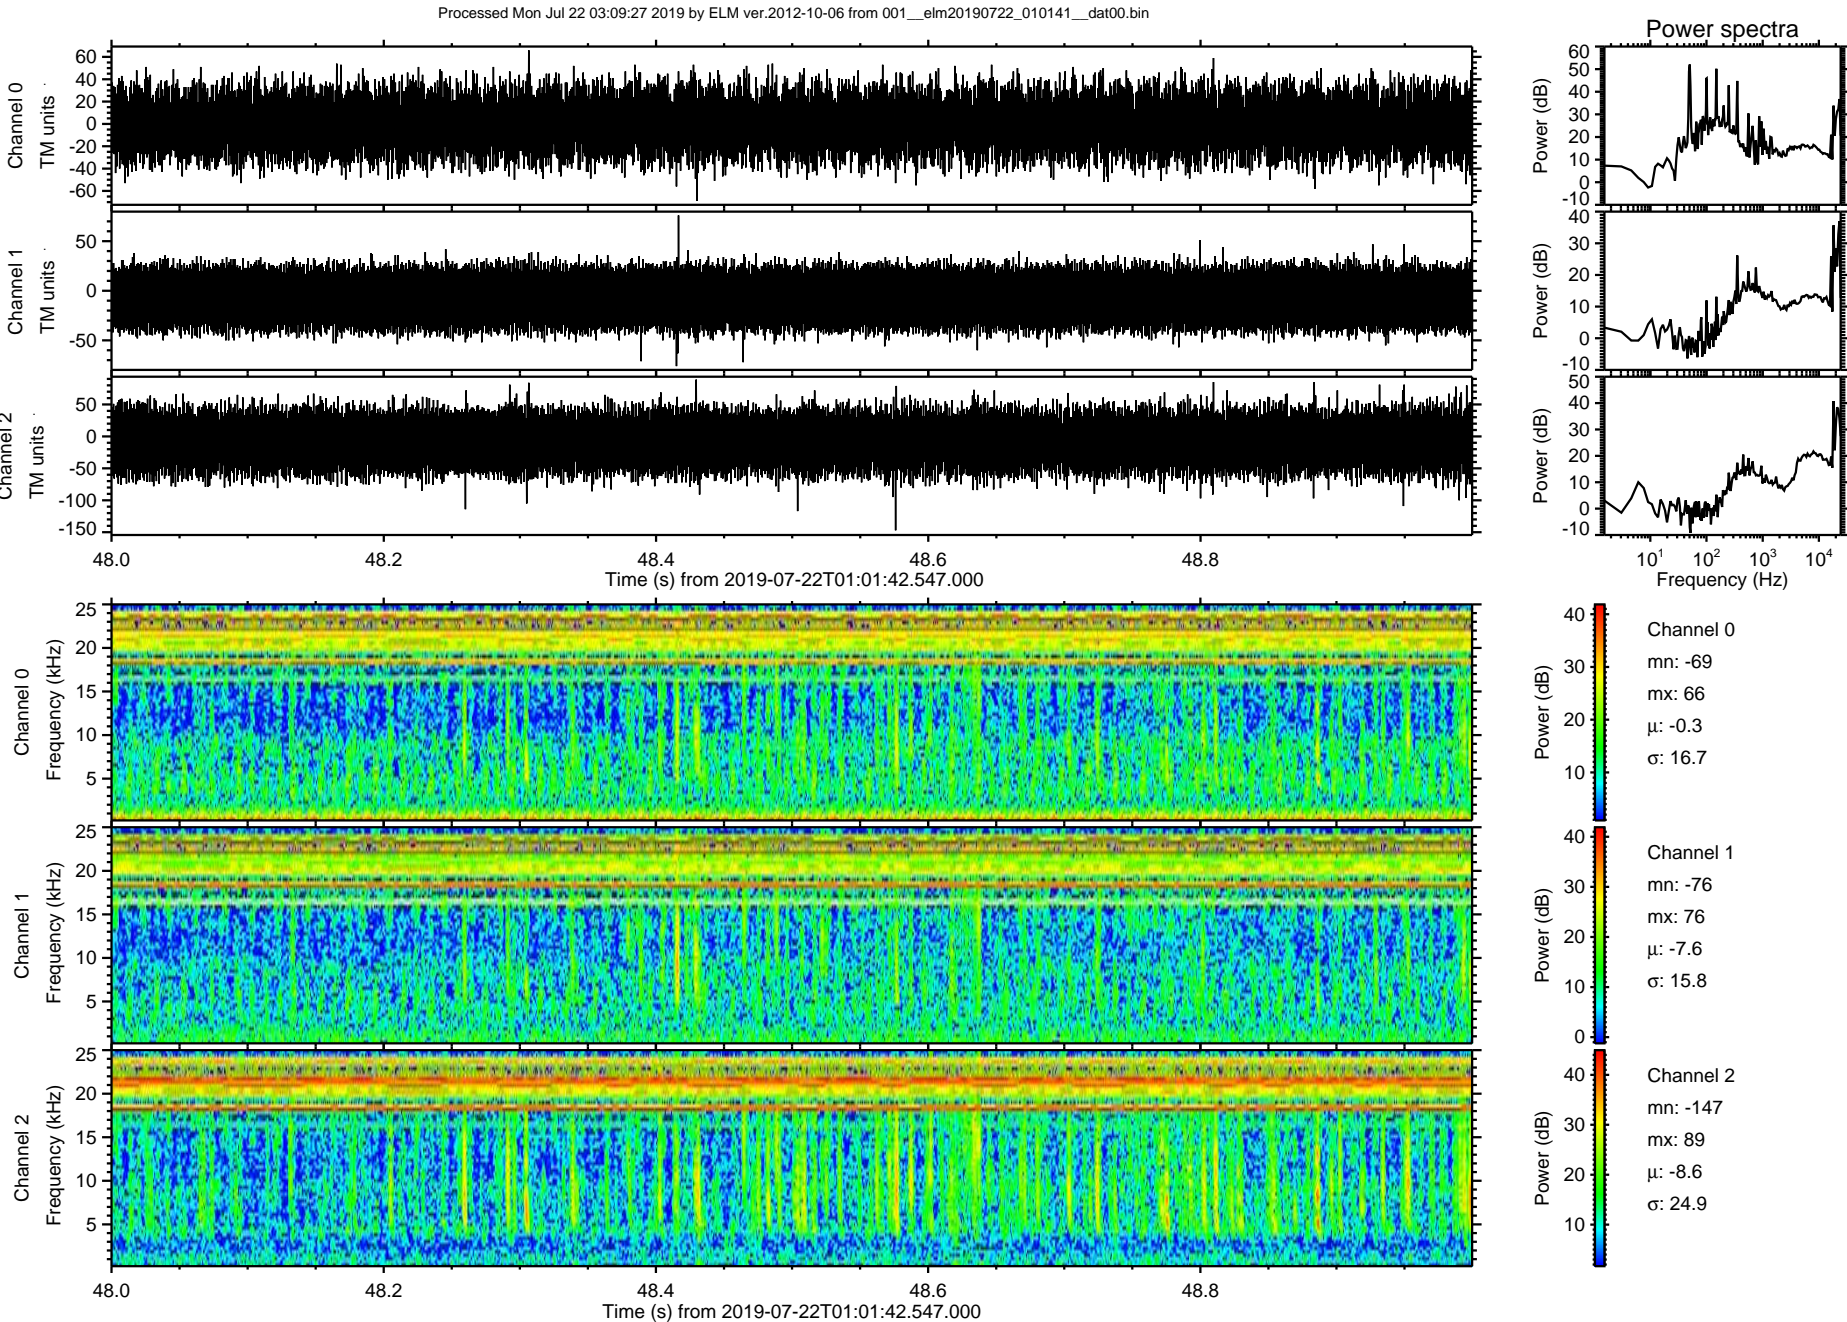 Processed Mon Jul 22 03:09:27 2019 by ELM ver.2012-10-06 from 001__elm20190722_010141__dat00.bin
Power spectra
Channel 0
TM units
60
40
20
0
-20
-40
-60
Power (dB)
60
50
40
30
20
10
0
-10
Channel 1
TM units
50
0
-50
Power (dB)
40
30
20
10
0
-10
Channel 2
TM units
50
0
-50
-100
-150
Power (dB)
50
40
30
20
10
0
-10
48.0 48.2 48.4 48.6 48.8
Time (s) from 2019-07-22T01:01:42.547.000
10^1 10^2 10^3 10^4
Frequency (Hz)
Channel 0
Frequency (kHz)
25
20
15
10
5
Power (dB)
40
30
20
10
Channel 0
mn: -69
mx: 66
μ: -0.3
σ: 16.7
Channel 1
Frequency (kHz)
25
20
15
10
5
Power (dB)
40
30
20
10
0
Channel 1
mn: -76
mx: 76
μ: -7.6
σ: 15.8
Channel 2
Frequency (kHz)
25
20
15
10
5
Power (dB)
40
30
20
10
Channel 2
mn: -147
mx: 89
μ: -8.6
σ: 24.9
48.0 48.2 48.4 48.6 48.8
Time (s) from 2019-07-22T01:01:42.547.000